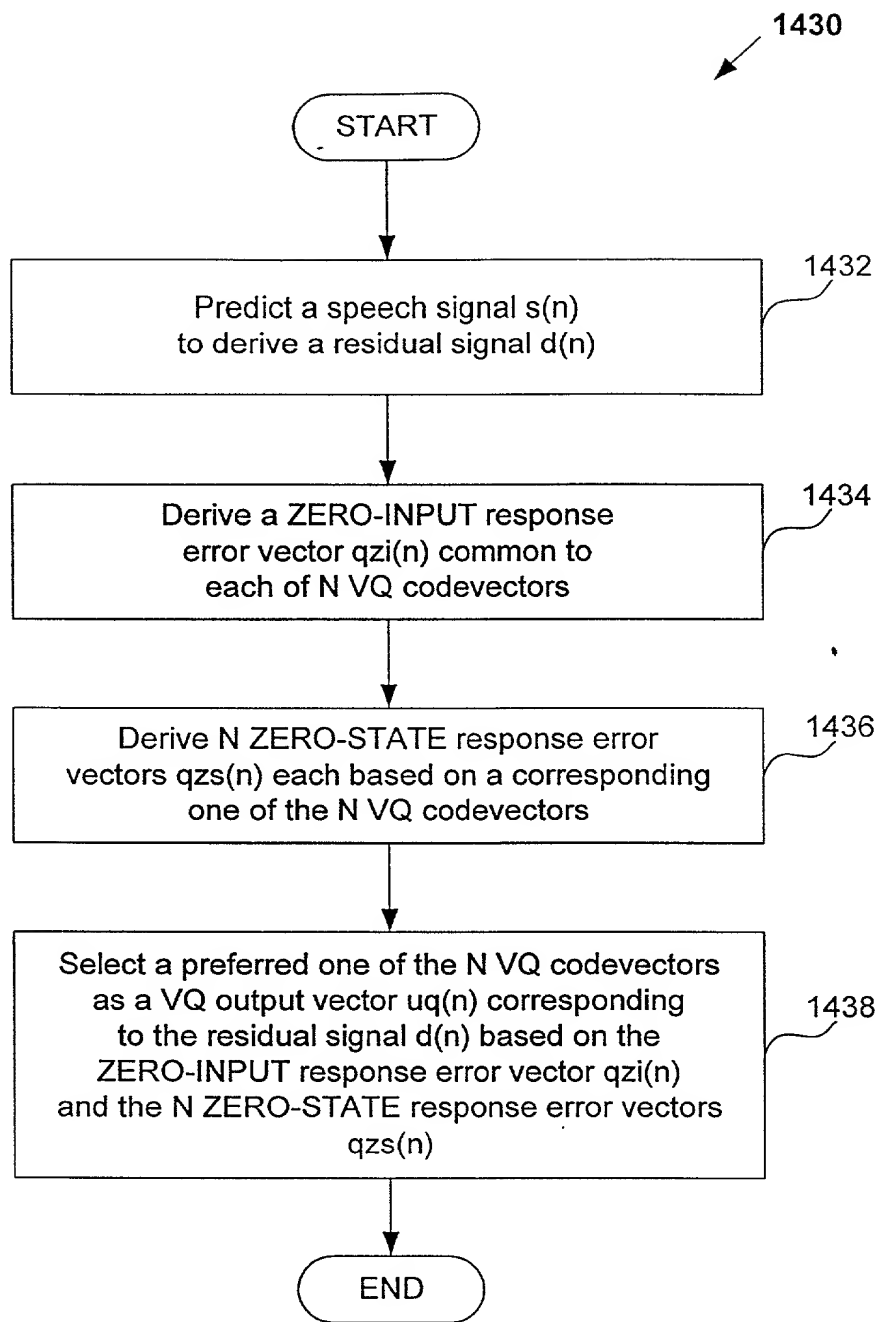 1430
START
1432
Predict a speech signal s(n)
to derive a residual signal d(n)
1434
Derive a ZERO-INPUT response
error vector qzi(n) common to
each of N VQ codevectors
1436
Derive N ZERO-STATE response error
vectors qzs(n) each based on a corresponding
one of the N VQ codevectors
1438
Select a preferred one of the N VQ codevectors
as a VQ output vector uq(n) corresponding
to the residual signal d(n) based on the
ZERO-INPUT response error vector qzi(n)
and the N ZERO-STATE response error vectors
qzs(n)
END